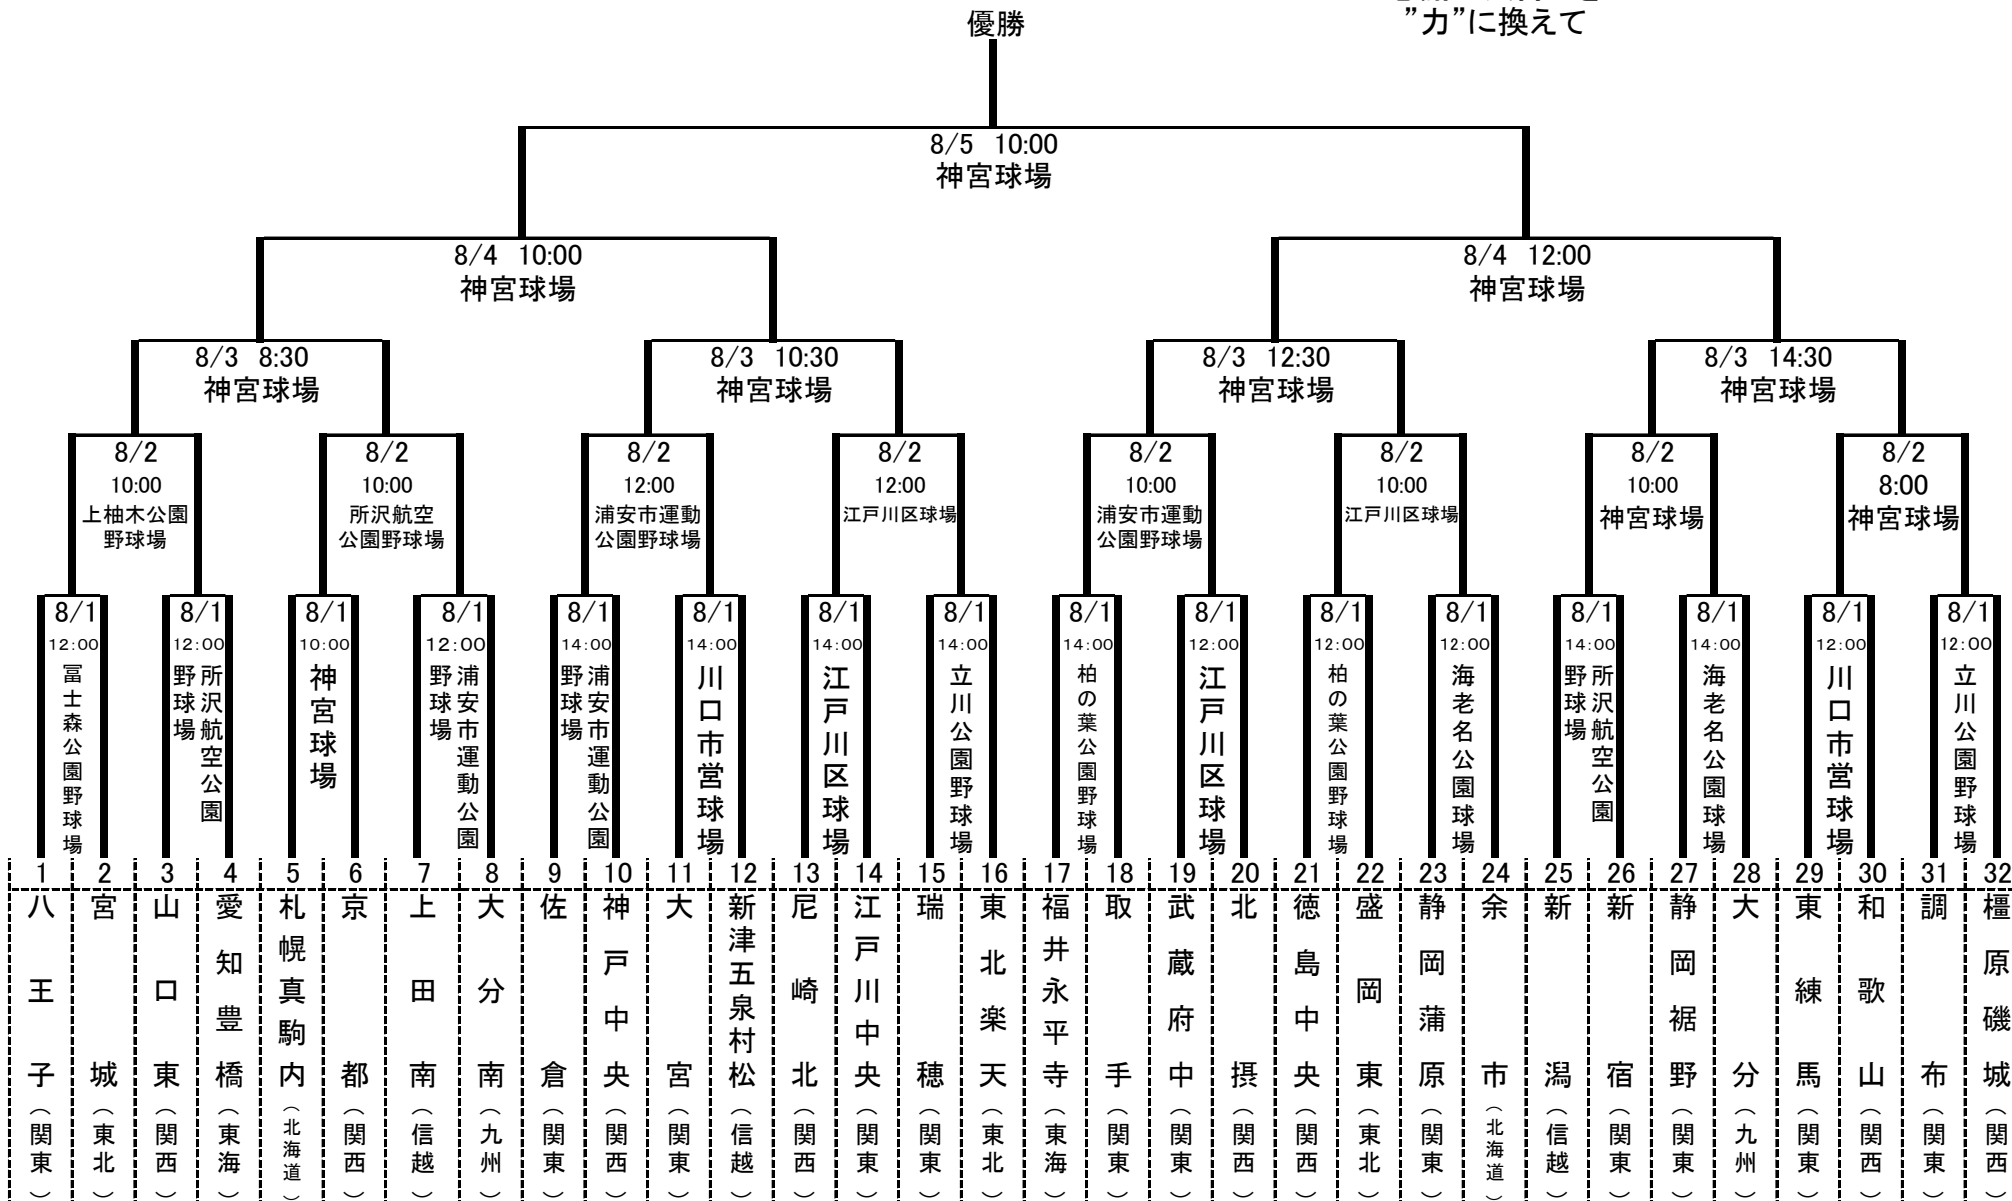 ”力”に換えて
優勝
8/5 10:00
神宮球場
8/4 10:00
神宮球場
8/4 12:00
神宮球場
8/3 8:30
神宮球場
8/3 10:30
神宮球場
8/3 12:30
神宮球場
8/3 14:30
神宮球場
8/2
10:00
上柚木公園
野球場
8/2
10:00
所沢航空
公園野球場
8/2
12:00
浦安市運動
公園野球場
8/2
12:00
江戸川区球場
8/2
10:00
浦安市運動
公園野球場
8/2
10:00
江戸川区球場
8/2
10:00
神宮球場
8/2
8:00
神宮球場
8/1
12:00
冨士森公園野球場
8/1
12:00
所沢航空公園
野球場
8/1
10:00
神宮球場
8/1
12:00
浦安市運動公園
野球場
8/1
14:00
浦安市運動公園
野球場
8/1
14:00
川口市営球場
8/1
14:00
江戸川区球場
8/1
14:00
立川公園野球場
8/1
14:00
柏の葉公園野球場
8/1
12:00
江戸川区球場
8/1
12:00
柏の葉公園野球場
8/1
12:00
海老名公園球場
8/1
14:00
所沢航空公園
野球場
8/1
14:00
海老名公園球場
8/1
12:00
川口市営球場
8/1
12:00
立川公園野球場
1
八王子(関東)
2
宮城(東北)
3
山口東(関西)
4
愛知豊橋(東海)
5
札幌真駒内(北海道)
6
京都(関西)
7
上田南(信越)
8
大分南(九州)
9
佐倉(関東)
10
神戸中央(関西)
11
大宮(関東)
12
新津五泉村松(信越)
13
尼崎北(関西)
14
江戸川中央(関東)
15
瑞穂(関東)
16
東北楽天(東北)
17
福井永平寺(東海)
18
取手(関東)
19
武蔵府中(関東)
20
北摂(関西)
21
徳島中央(関西)
22
盛岡東(東北)
23
静岡蒲原(関東)
24
余市(北海道)
25
新潟(信越)
26
新宿(関東)
27
静岡裾野(関東)
28
大分(九州)
29
東練馬(関東)
30
和歌山(関西)
31
調布(関東)
32
橿原磯城(関西)